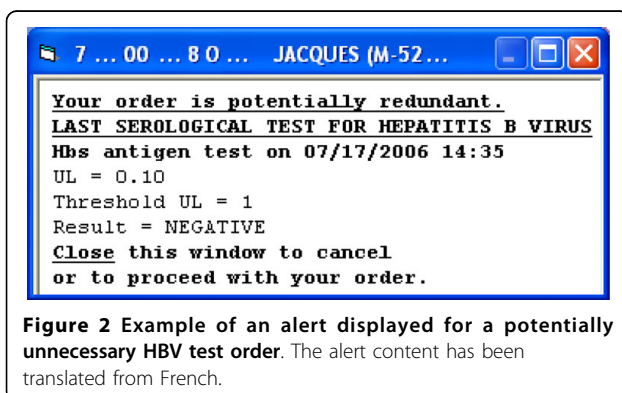 7 ... 00 ... 8 0 ... JACQUES (M-52 ...
Your order is potentially redundant.
LAST SEROLOGICAL TEST FOR HEPATITIS B VIRUS
Hbs antigen test on 07/17/2006 14:35
UL = 0.10
Threshold UL = 1
Result = NEGATIVE
Close this window to cancel
or to proceed with your order.
Figure 2 Example of an alert displayed for a potentially
unnecessary HBV test order. The alert content has been
translated from French.